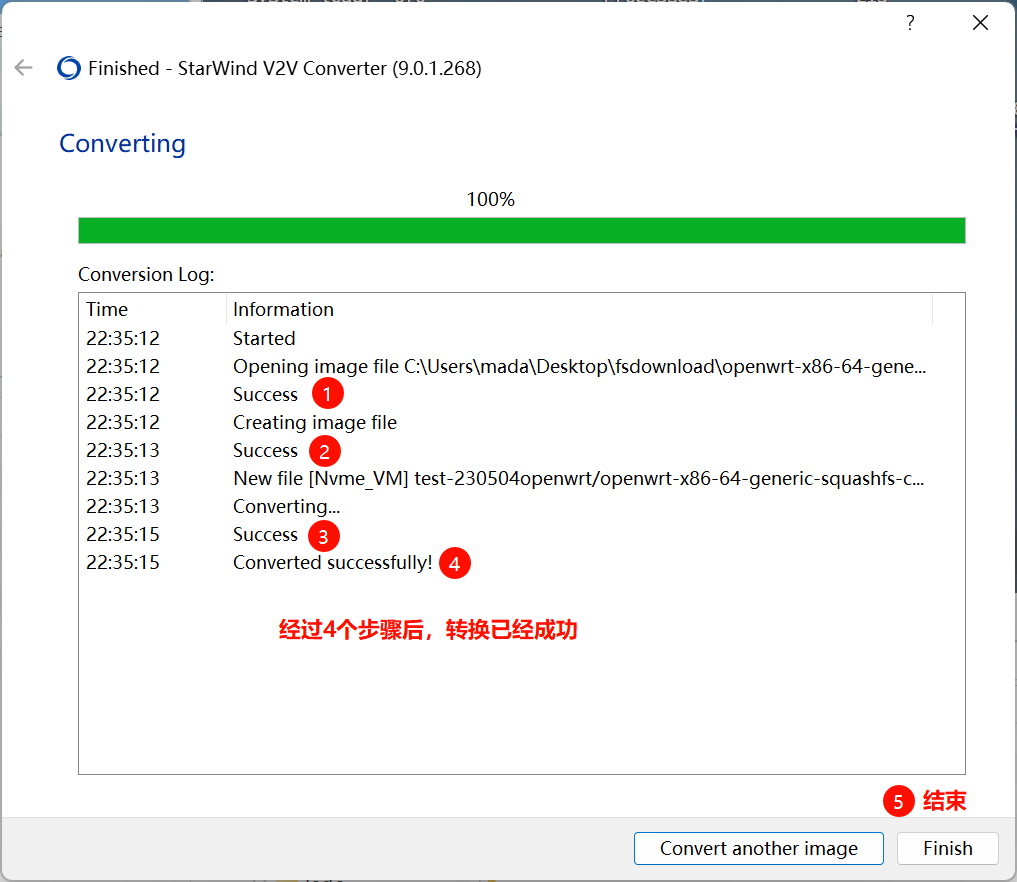 ?
Finished - StarWind V2V Converter (9.0.1.268)
Converting
100%
Conversion Log:
Time Information
22:35:12 Started
22:35:12 Opening image file C:\Users\mada\Desktop\fsdownload\openwrt-x86-64-gene...
22:35:12 Success 1
22:35:12 Creating image file
22:35:13 Success 2
22:35:13 New file [Nvme_VM] test-230504openwrt/openwrt-x86-64-generic-squashfs-c...
22:35:13 Converting...
22:35:15 Success 3
22:35:15 Converted successfully! 4
经过4个步骤后，转换已经成功
5 结束
Convert another image Finish